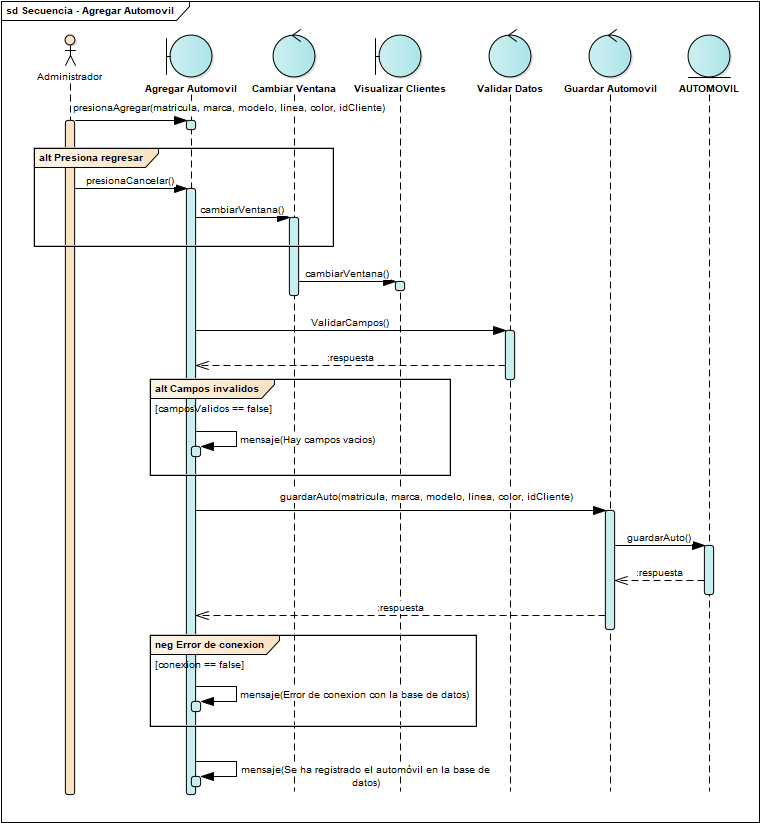 sd Secuencia - Agregar Automovil
Administrador
Agregar Automovil
Cambiar Ventana
Visualizar Clientes
Validar Datos
Guardar Automovil
AUTOMOVIL
presionaAgregar(matricula, marca, modelo, linea, color, idCliente)
alt Presiona regresar
presionaCancelar()
cambiarVentana()
cambiarVentana()
ValidarCampos()
:respuesta
alt Campos invalidos
[camposValidos == false]
mensaje(Hay campos vacios)
guardarAuto(matricula, marca, modelo, linea, color, idCliente)
guardarAuto()
:respuesta
:respuesta
neg Error de conexion
[conexion == false]
mensaje(Error de conexion con la base de datos)
mensaje(Se ha registrado el automóvil en la base de
datos)